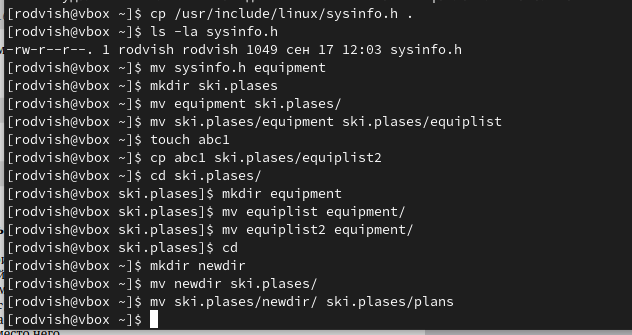 [rodvish@vbox ~]$ cp /usr/include/linux/sysinfo.h .
[rodvish@vbox ~]$ ls -la sysinfo.h
-rw-r--r--. 1 rodvish rodvish 1049 сен 17 12:03 sysinfo.h
[rodvish@vbox ~]$ mv sysinfo.h equipment
[rodvish@vbox ~]$ mkdir ski.plases
[rodvish@vbox ~]$ mv equipment ski.plases/
[rodvish@vbox ~]$ mv ski.plases/equipment ski.plases/equiplist
[rodvish@vbox ~]$ touch abc1
[rodvish@vbox ~]$ cp abc1 ski.plases/equiplist2
[rodvish@vbox ~]$ cd ski.plases/
[rodvish@vbox ski.plases]$ mkdir equipment
[rodvish@vbox ski.plases]$ mv equiplist equipment/
[rodvish@vbox ski.plases]$ mv equiplist2 equipment/
[rodvish@vbox ski.plases]$ cd
[rodvish@vbox ~]$ mkdir newdir
[rodvish@vbox ~]$ mv newdir ski.plases/
[rodvish@vbox ~]$ mv ski.plases/newdir/ ski.plases/plans
[rodvish@vbox ~]$